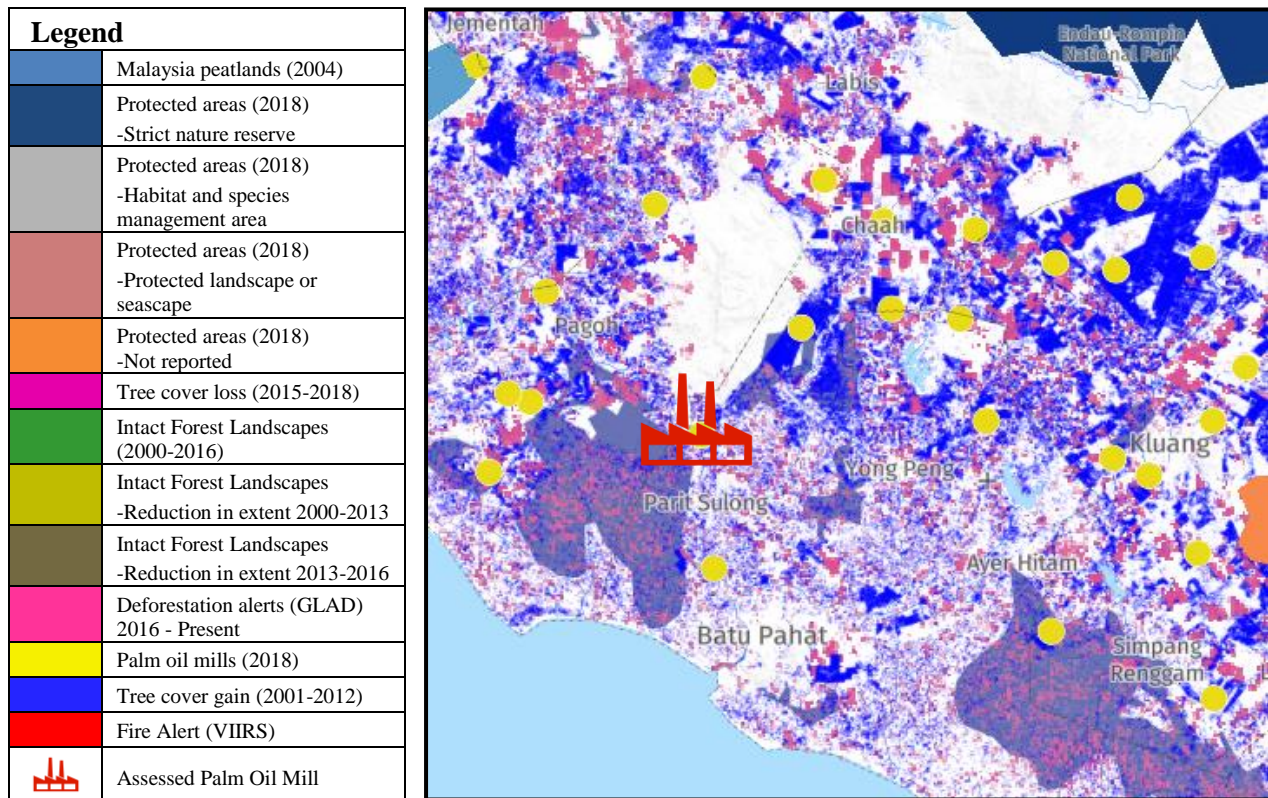 Legend
Malaysia peatlands (2004)
Protected areas (2018)
-Strict nature reserve
Protected areas (2018)
-Habitat and species
management area
Protected areas (2018)
-Protected landscape or
seascape
Protected areas (2018)
-Not reported
Tree cover loss (2015-2018)
Intact Forest Landscapes
(2000-2016)
Intact Forest Landscapes
-Reduction in extent 2000-2013
Intact Forest Landscapes
-Reduction in extent 2013-2016
Deforestation alerts (GLAD)
2016 - Present
Palm oil mills (2018)
Tree cover gain (2001-2012)
Fire Alert (VIIRS)
Assessed Palm Oil Mill
Jementah
Endau-Rompin
National Park
Labis
Chaah
Pagoh
Kluang
Yong Peng
Parit Sulong
Ayer Hitam
Batu Pahat
Simpang
Renggam